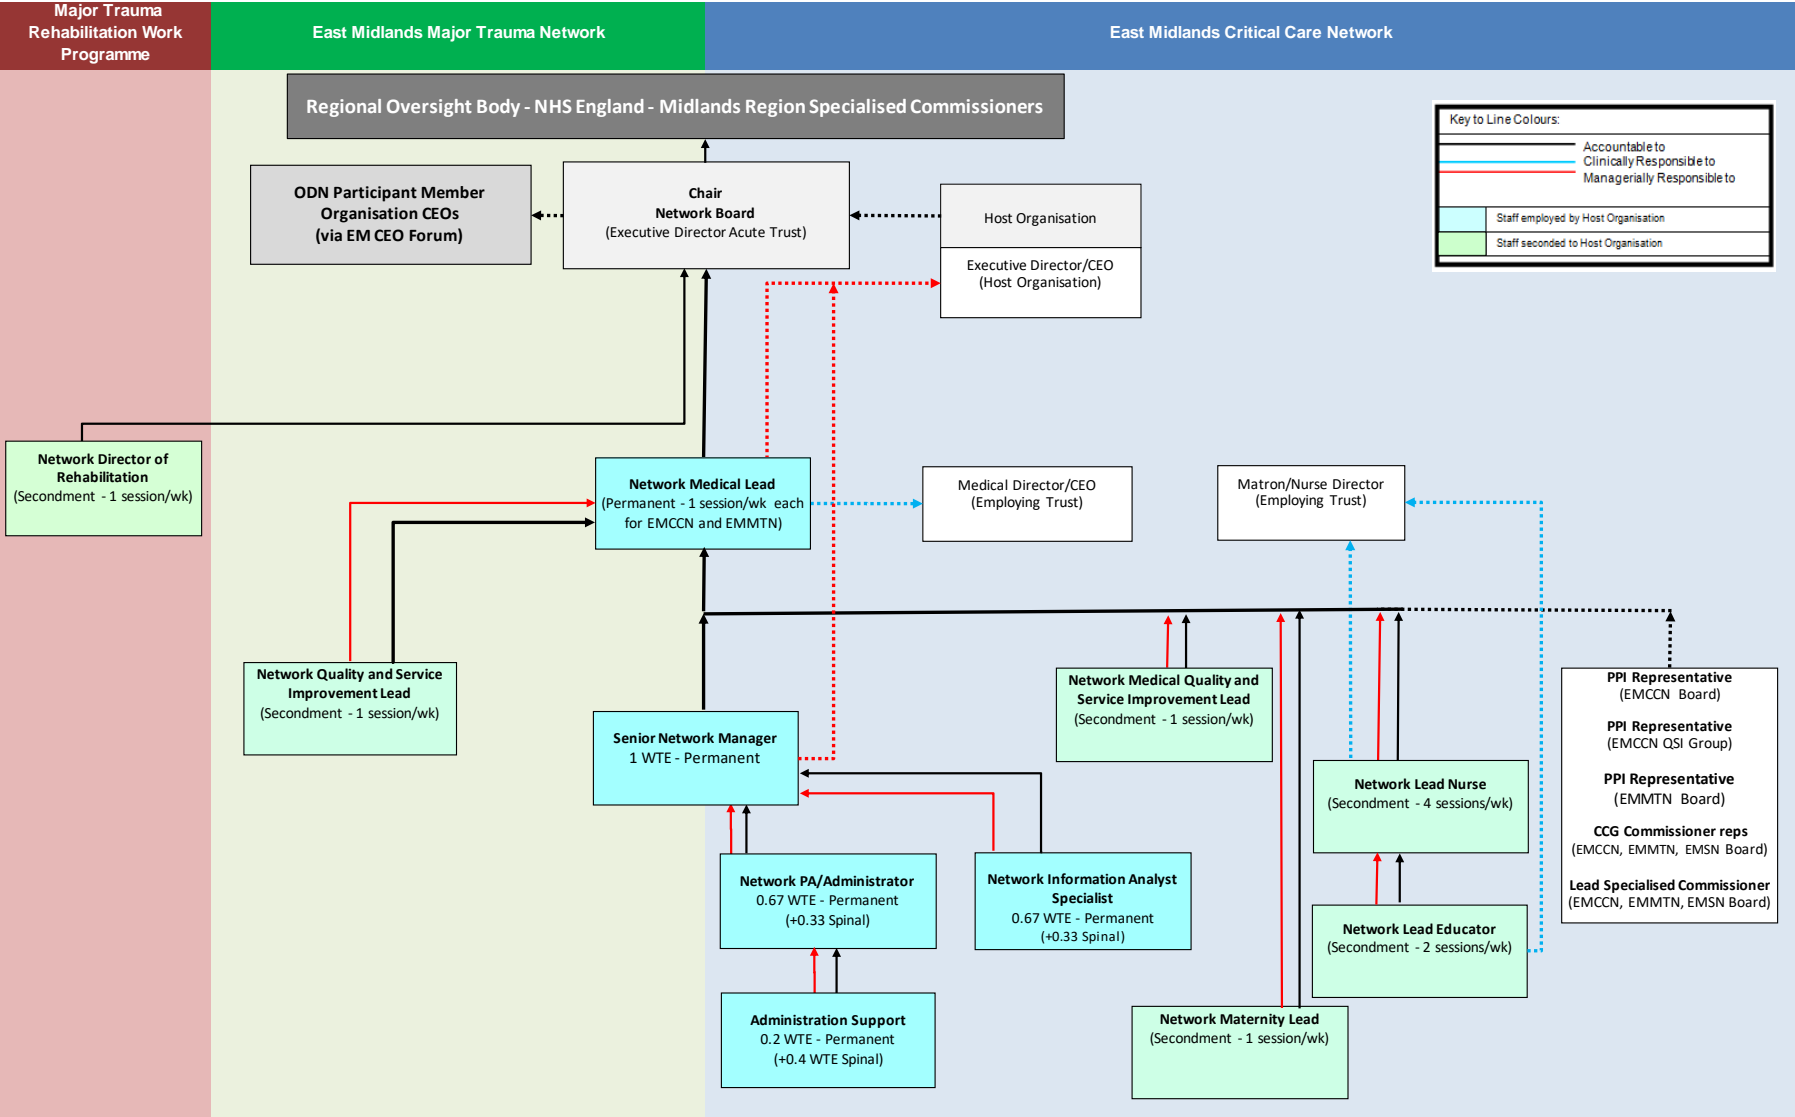 Major Trauma
Rehabilitation Work
Programme
East Midlands Major Trauma Network
East Midlands Critical Care Network
Regional Oversight Body - NHS England - Midlands Region Specialised Commissioners
Key to Line Colours:
Accountable to
Clinically Responsible to
Managerially Responsible to
Staff employed by Host Organisation
Staff seconded to Host Organisation
ODN Participant Member
Organisation CEOs
(via EM CEO Forum)
Chair
Network Board
(Executive Director Acute Trust)
Host Organisation
Executive Director/CEO
(Host Organisation)
Network Director of
Rehabilitation
(Secondment - 1 session/wk)
Network Medical Lead
(Permanent - 1 session/wk each
for EMCCN and EMMTN)
Medical Director/CEO
(Employing Trust)
Matron/Nurse Director
(Employing Trust)
Network Quality and Service
Improvement Lead
(Secondment - 1 session/wk)
Senior Network Manager
1 WTE - Permanent
Network Medical Quality and
Service Improvement Lead
(Secondment - 1 session/wk)
Network Lead Nurse
(Secondment - 4 sessions/wk)
PPI Representative
(EMCCN Board)
PPI Representative
(EMCCN QSI Group)
PPI Representative
(EMMTN Board)
CCG Commissioner reps
(EMCCN, EMMTN, EMSN Board)
Lead Specialised Commissioner
(EMCCN, EMMTN, EMSN Board)
Network PA/Administrator
0.67 WTE - Permanent
(+0.33 Spinal)
Network Information Analyst
Specialist
0.67 WTE - Permanent
(+0.33 Spinal)
Network Lead Educator
(Secondment - 2 sessions/wk)
Administration Support
0.2 WTE - Permanent
(+0.4 WTE Spinal)
Network Maternity Lead
(Secondment - 1 session/wk)